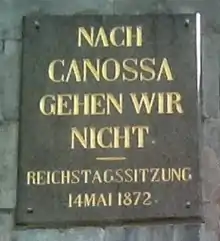 NACH
CANOSSA
GEHEN WIR
NICHT.
REICHSTAGSSITZUNG
14 MAI 1872.